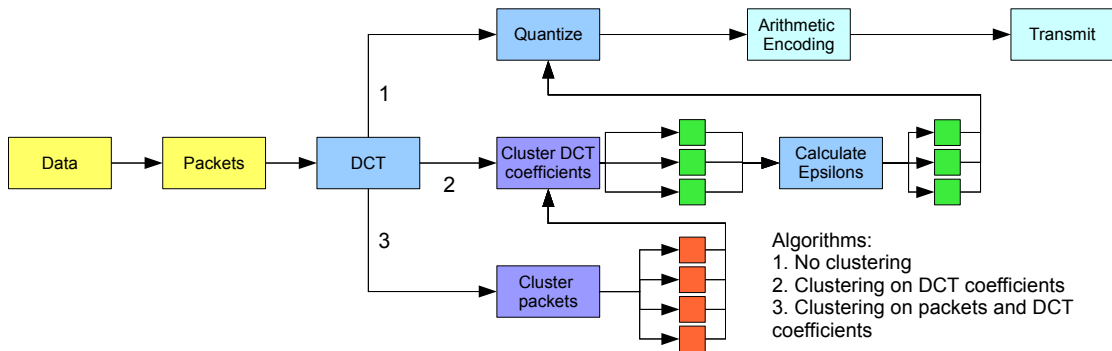 Quantize
Arithmetic
Encoding
Transmit
1
Data
Packets
DCT
2
Cluster DCT
coefficients
Calculate
Epsilons
3
Cluster
packets
Algorithms:
1. No clustering
2. Clustering on DCT coefficients
3. Clustering on packets and DCT
coefficients